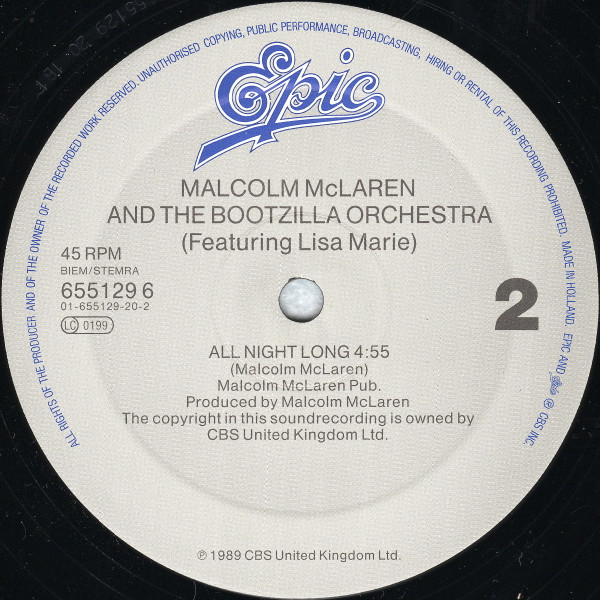 ALL RIGHTS OF THE PRODUCER AND OF THE OWNER OF THE RECORDED WORK RESERVED. UNAUTHORISED COPYING, PUBLIC PERFORMANCE, BROADCASTING, HIRING OR RENTAL OF THIS RECORDING PROHIBITED. MADE IN HOLLAND. EPIC AND Epic ℗ CBS INC.
Epic
MALCOLM McLAREN
AND THE BOOTZILLA ORCHESTRA
(Featuring Lisa Marie)
45 RPM
BIEM/STEMRA
655129 6
01-655129-20-2
LC 0199
2
ALL NIGHT LONG 4:55
(Malcolm McLaren)
Malcolm McLaren Pub.
Produced by Malcolm McLaren
The copyright in this soundrecording is owned by
CBS United Kingdom Ltd.
℗ 1989 CBS United Kingdom Ltd.